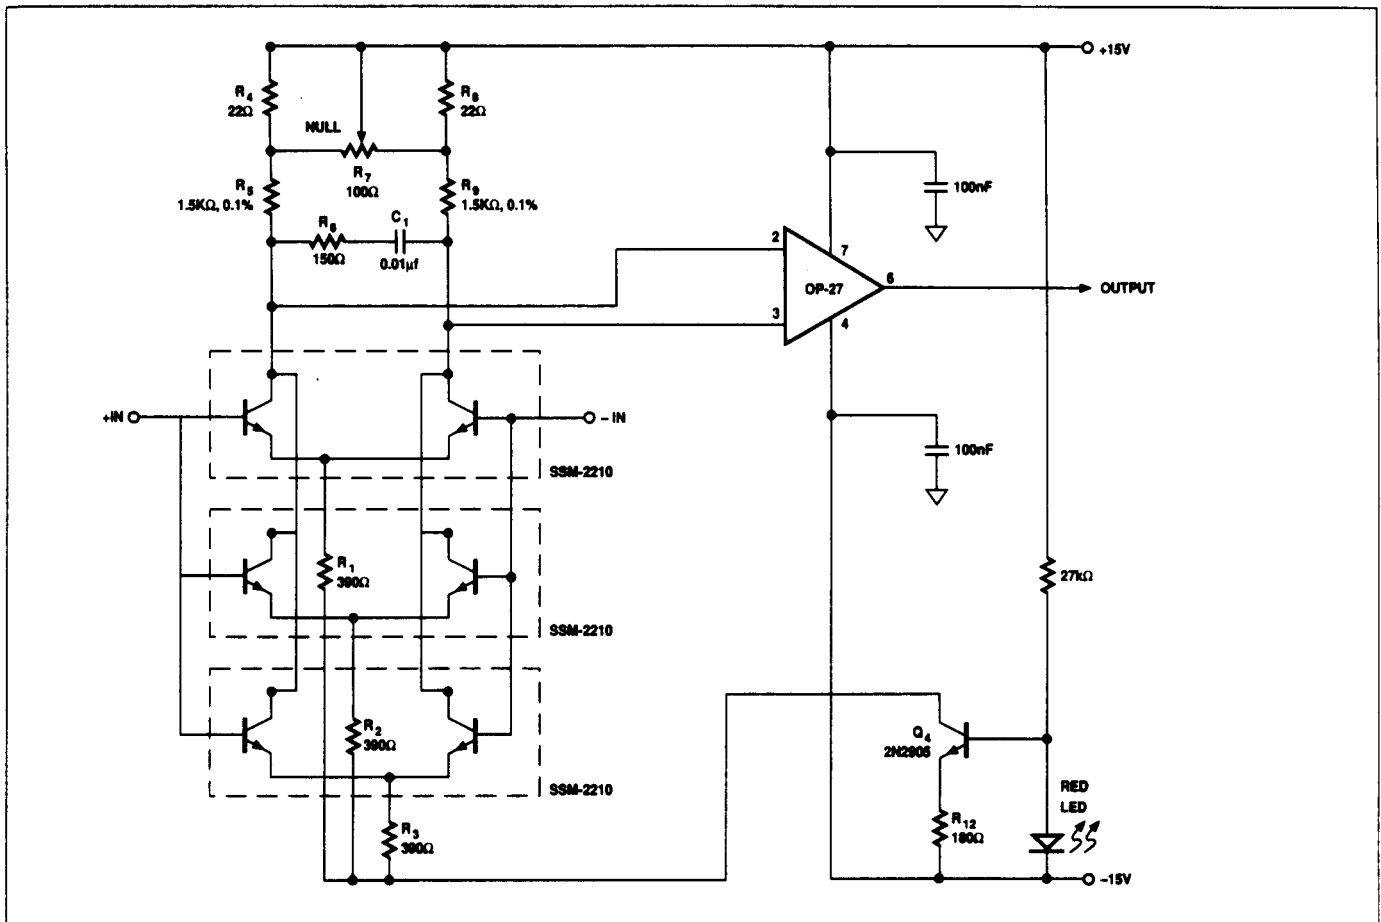 +15V
R4
22Ω
R8
22Ω
NULL
R7
100Ω
R5
1.5KΩ, 0.1%
R9
1.5KΩ, 0.1%
R6
150Ω
C1
0.01µf
100nF
2
7
OP-27
6
OUTPUT
3
4
+IN
– IN
SSM-2210
100nF
R1
390Ω
27kΩ
SSM-2210
R2
390Ω
Q4
2N2905
RED
LED
SSM-2210
R3
390Ω
R12
180Ω
–15V